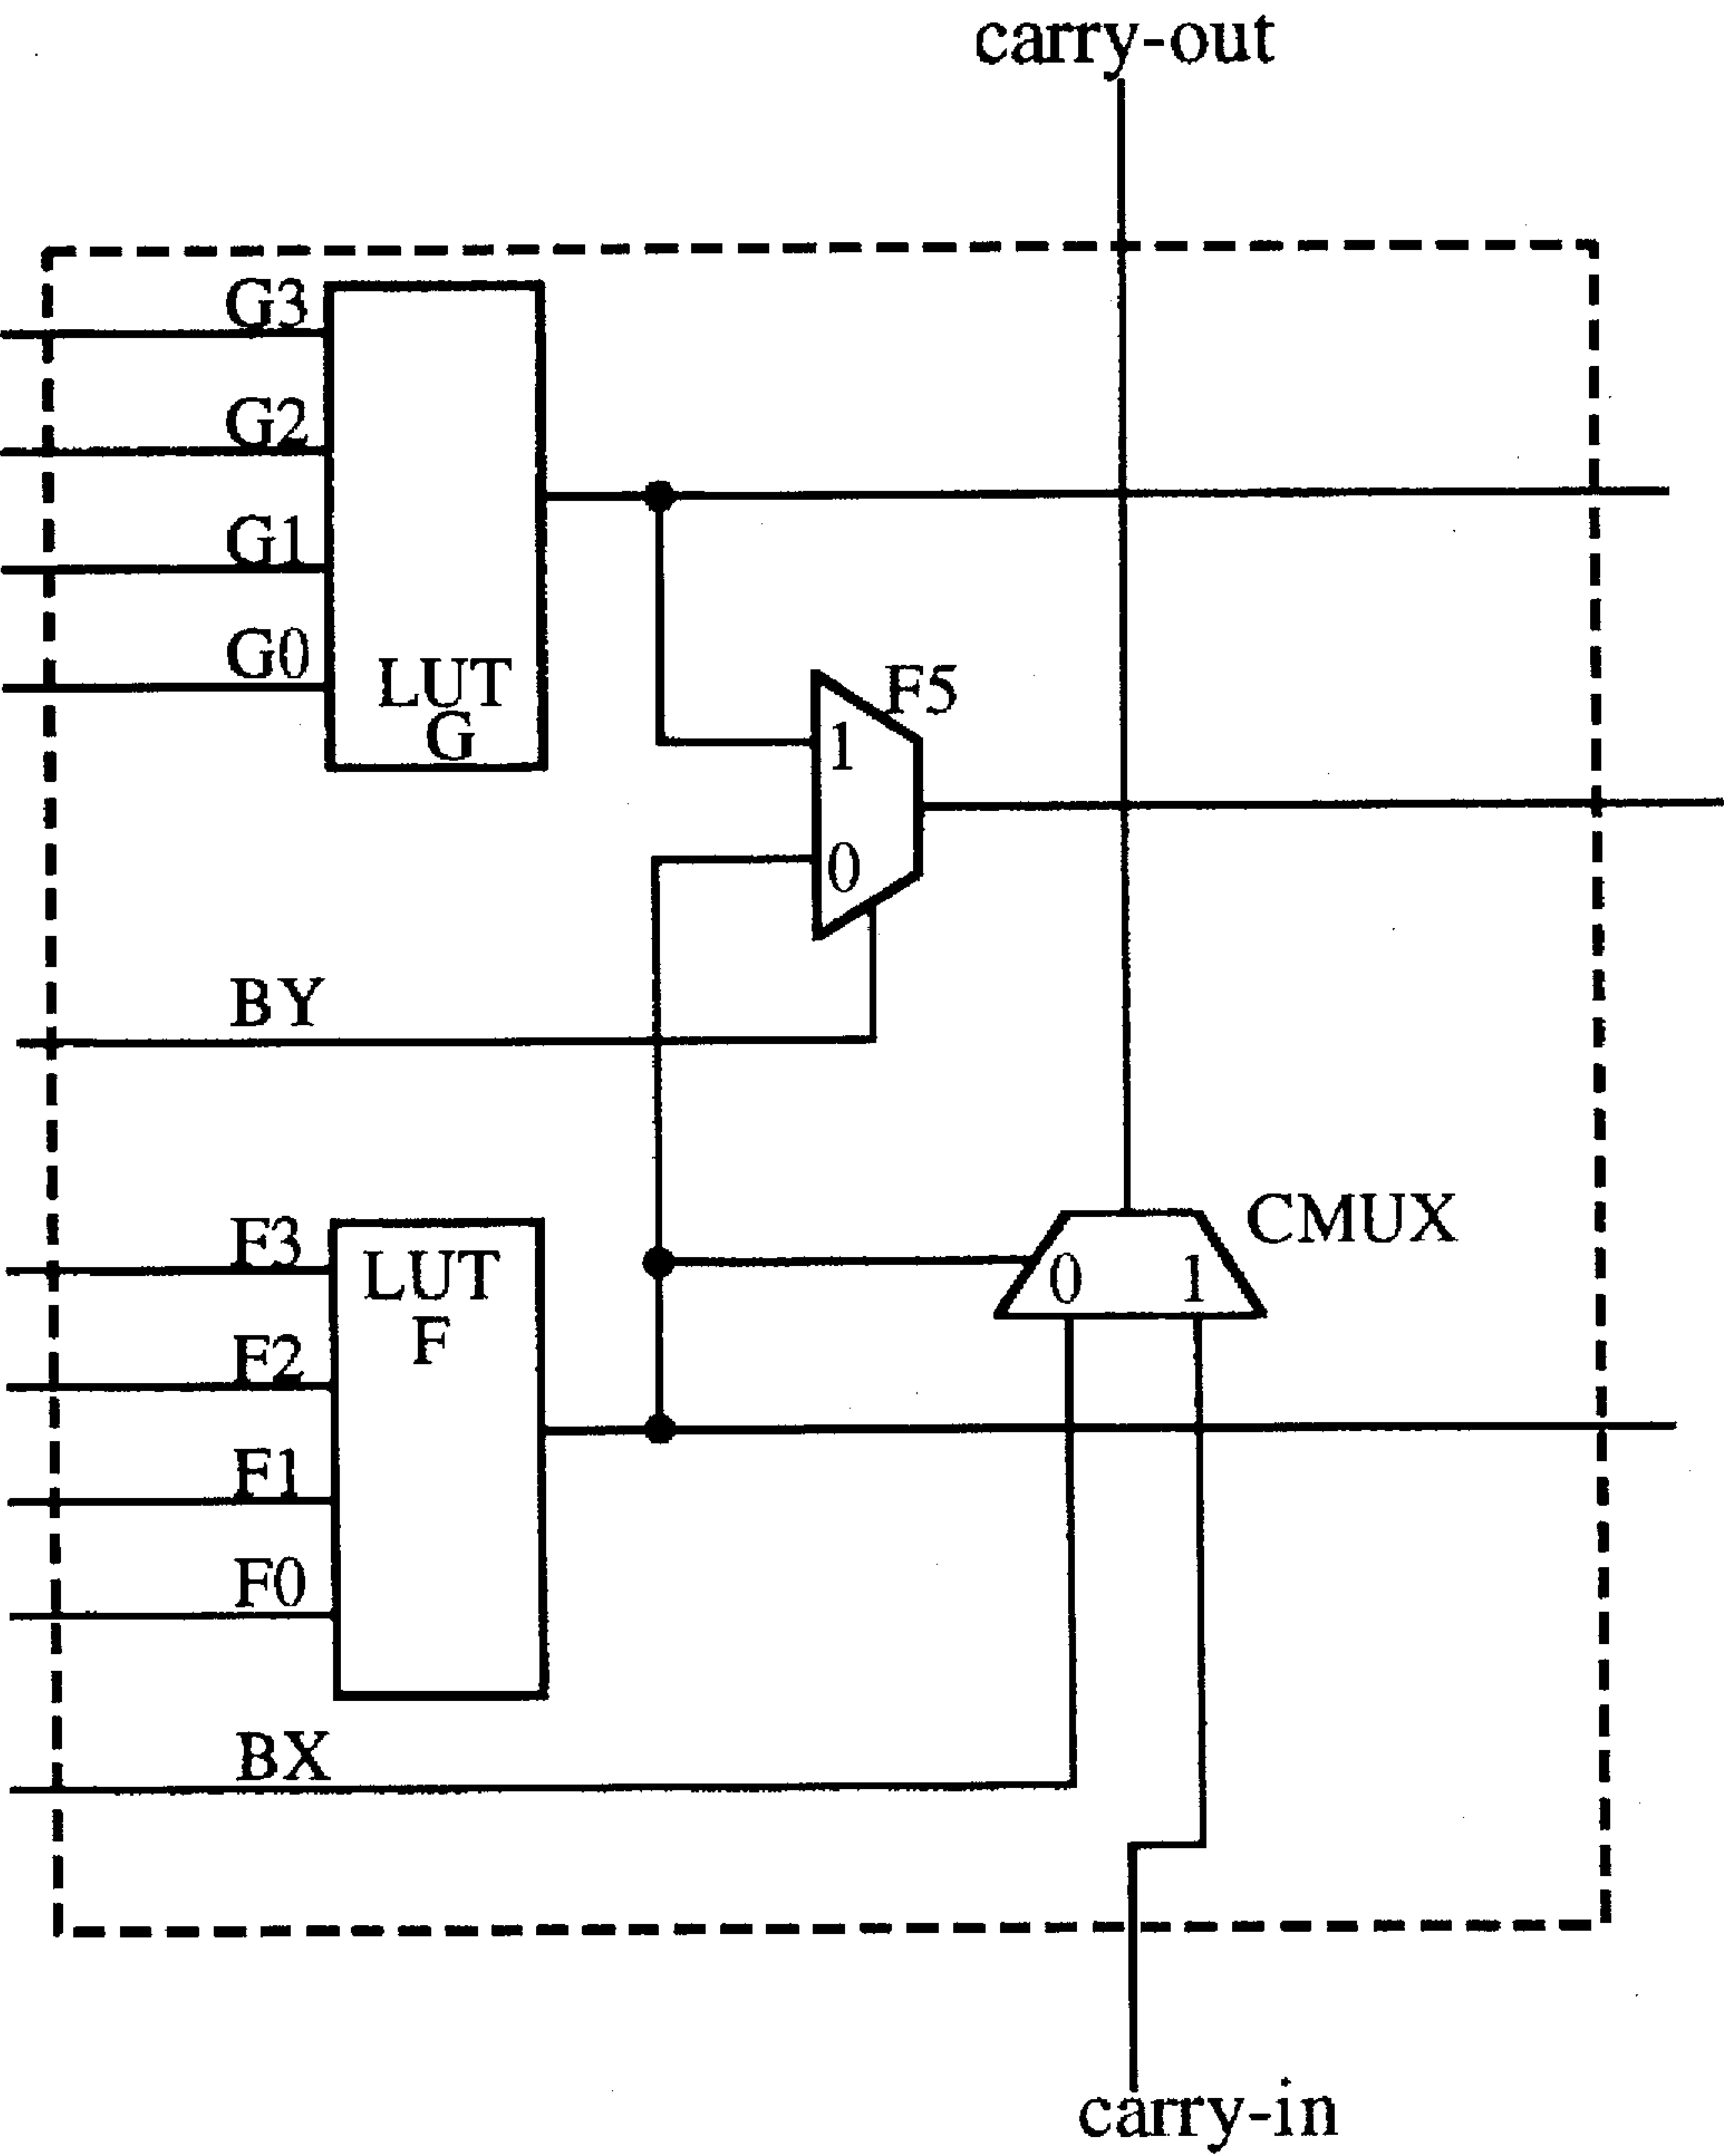 carry-out
G3
G2
G1
G0
LUT
G
F5
1
0
BY
F3
F2
F1
F0
LUT
F
CMUX
0 1
BX
carry-in